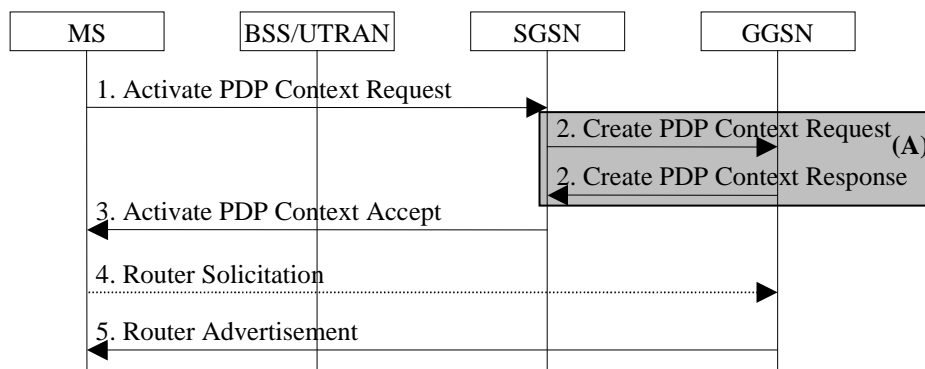 MS BSS/UTRAN SGSN GGSN
1. Activate PDP Context Request
2. Create PDP Context Request
(A)
2. Create PDP Context Response
3. Activate PDP Context Accept
4. Router Solicitation
5. Router Advertisement